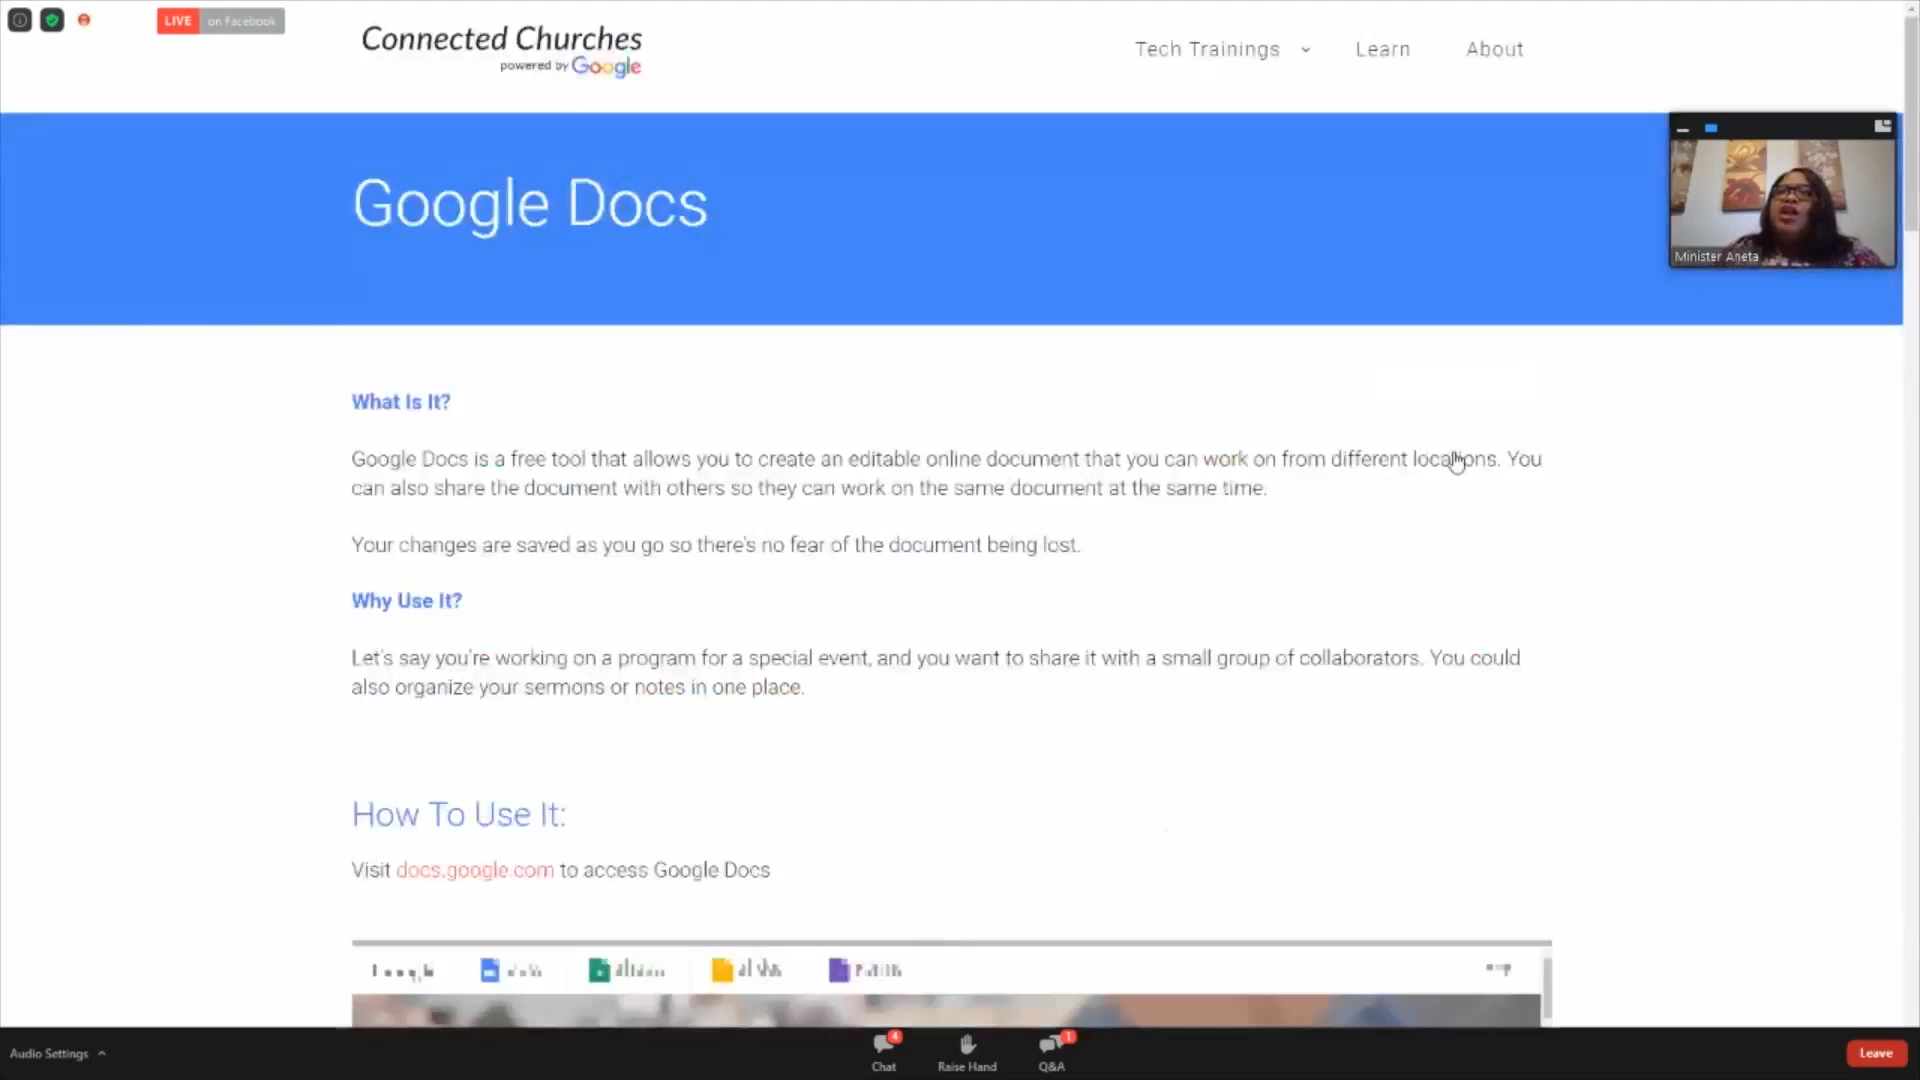 LIVE on Facebook
Connected Churches
powered by Google
Tech Trainings Learn About
Google Docs
Minister Aneta
What Is It?
Google Docs is a free tool that allows you to create an editable online document that you can work on from different locations. You
can also share the document with others so they can work on the same document at the same time.
Your changes are saved as you go so there's no fear of the document being lost.
Why Use It?
Let's say you're working on a program for a special event, and you want to share it with a small group of collaborators. You could
also organize your sermons or notes in one place.
How To Use It:
Visit docs.google.com to access Google Docs
Audio Settings
4
Chat
Raise Hand
1
Q&A
Leave